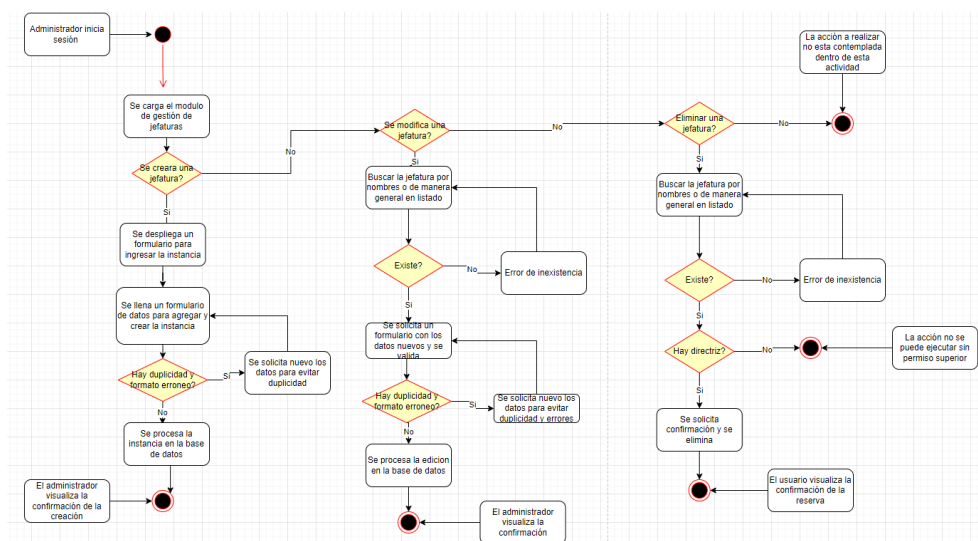 Administrador inicia
sesión
Se carga el modulo
de gestión de
jefaturas
Se creara una
jefatura?
No
Si
Se despliega un
formulario para
ingresar la instancia
Se llena un formulario
de datos para agregar y
crear la instancia
Hay duplicidad y
formato erroneo?
Si
Se solicita nuevo los
datos para evitar
duplicidad
No
Se procesa la
instancia en la base
de datos
El administrador
visualiza la
confirmación de la
creación
Se modifica una
jefatura?
No
Si
Buscar la jefatura por
nombres o de manera
general en listado
Existe?
No
Error de inexistencia
Si
Se solicita un
formulario con los
datos nuevos y se
valida
Hay duplicidad y
formato erroneo?
Si
Se solicita nuevo los
datos para evitar
duplicidad y errores
No
Se procesa la edicion
en la base de datos
El administrador
visualiza la
confirmación
Eliminar una
jefatura?
No
La acción a realizar
no esta contemplada
dentro de esta
actividad
Si
Buscar la jefatura por
nombres o de manera
general en listado
Existe?
No
Error de inexistencia
Si
Hay directriz?
No
La acción no se
puede ejecutar sin
permiso superior
Si
Se solicita
confirmación y se
elimina
El usuario visualiza la
confirmación de la
reserva